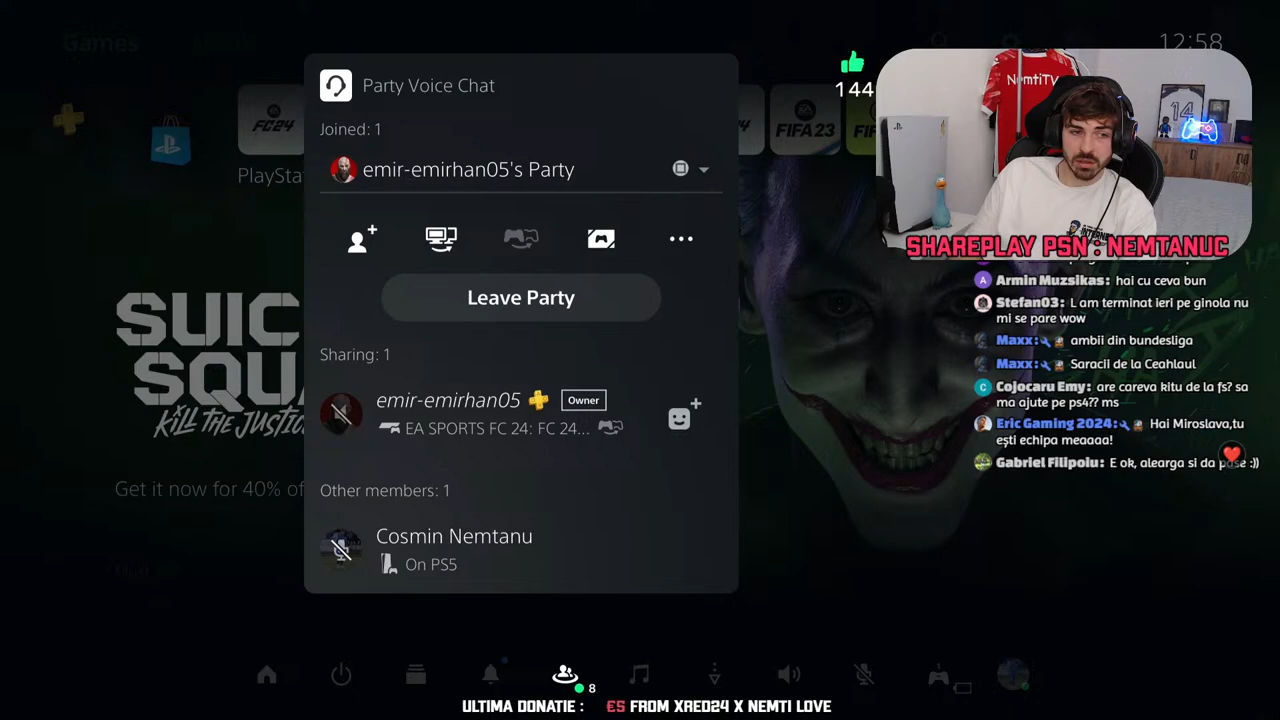 Games
12:58
Party Voice Chat
Joined: 1
emir-emirhan05's Party
Leave Party
Sharing: 1
emir-emirhan05
Owner
EA SPORTS FC 24: FC 24...
Other members: 1
Cosmin Nemtanu
On PS5
FC24
FIFA23
PlaySta
SUIC
SQU
KILL THE JUSTIC
Get it now for 40% of
144
NemtiTV
14
SHAREPLAY PSN : NEMTANUC
Armin Muzsikas: hai cu ceva bun
Stefan03: L am terminat ieri pe ginola nu
mi se pare wow
Maxx: ambii din bundesliga
Maxx: Saracii de la Ceahlaul
Cojocaru Emy: are careva kitu de la fs? sa
ma ajute pe ps4?? ms
Eric Gaming 2024: Hai Miroslava,tu
ești echipa meaaaa!
Gabriel Filipoiu: E ok, alearga si da pase :))
8
ULTIMA DONATIE : €5 FROM XRED24 X NEMTI LOVE